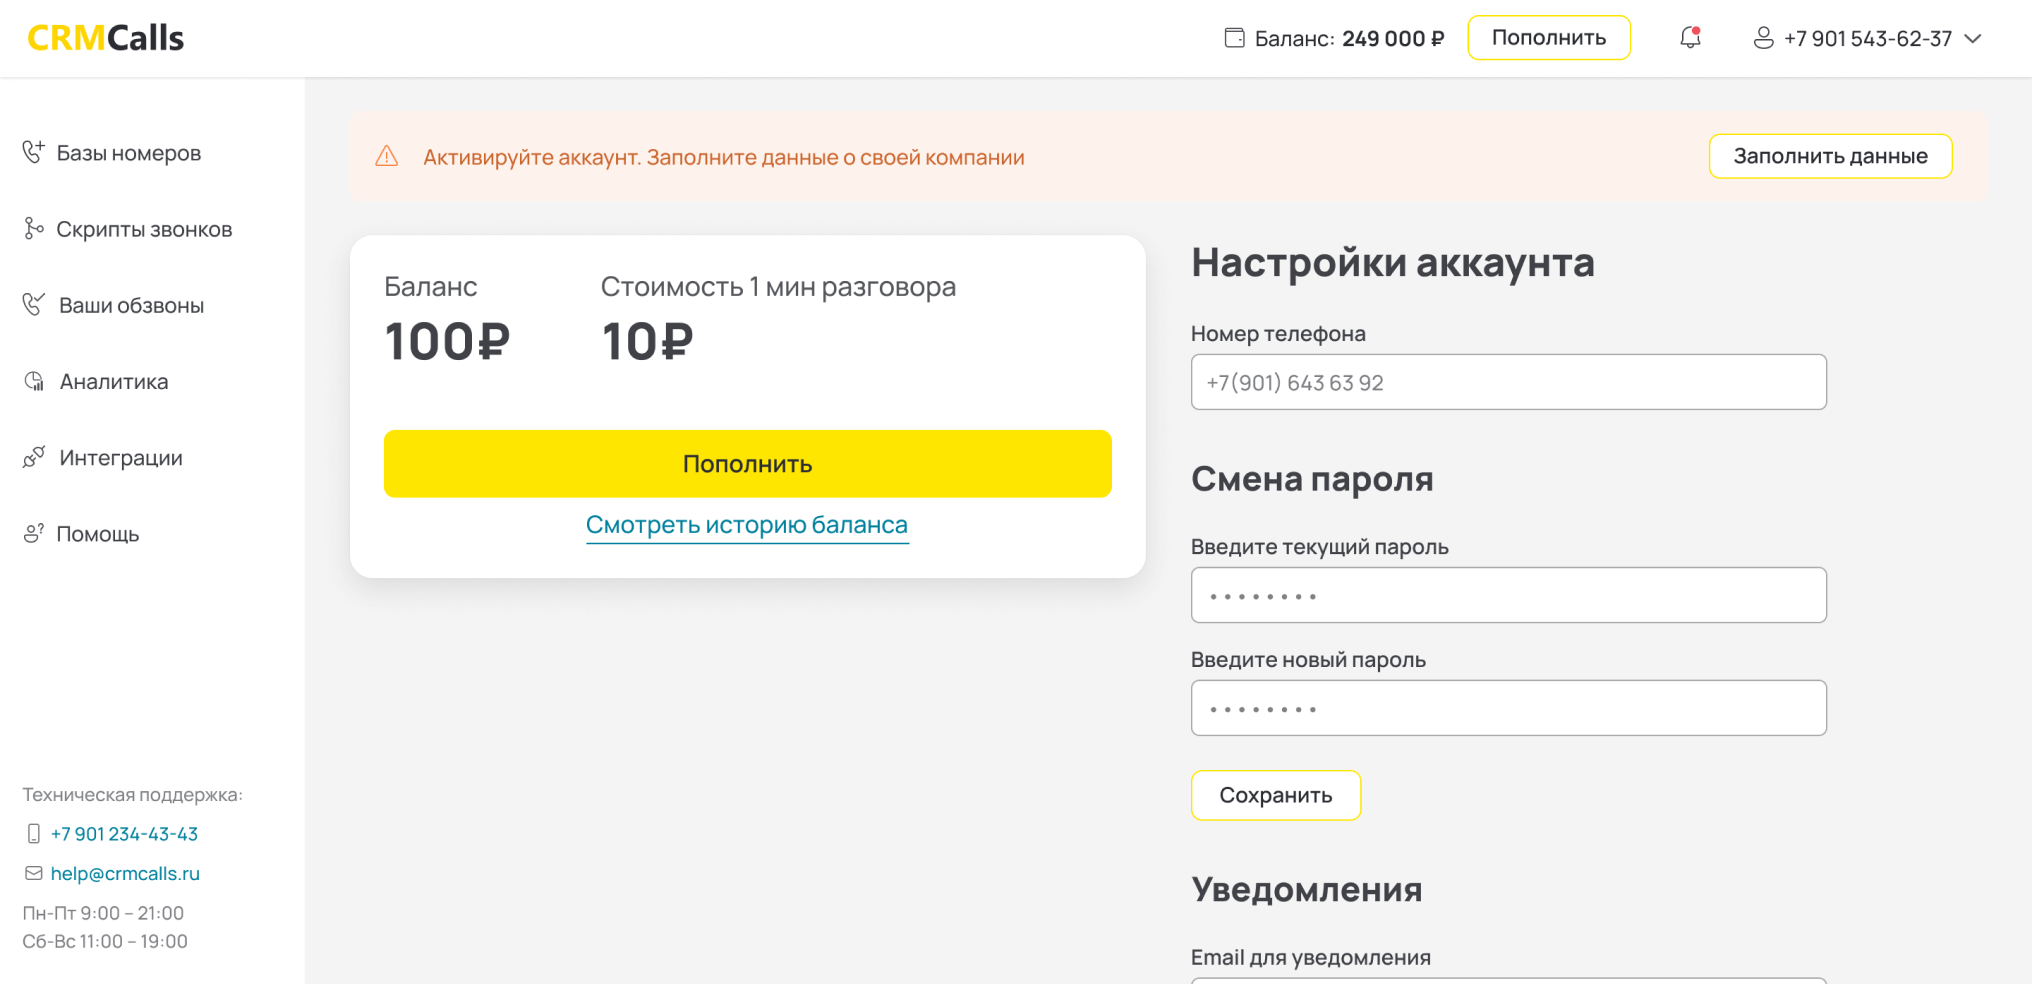 CRMCalls
Баланс: 249 000 ₽
Пополнить
+7 901 543-62-37
Базы номеров
Скрипты звонков
Ваши обзвоны
Аналитика
Интеграции
Помощь
Техническая поддержка:
+7 901 234-43-43
help@crmcalls.ru
Пн-Пт 9:00 – 21:00
Сб-Вс 11:00 – 19:00
Активируйте аккаунт. Заполните данные о своей компании
Заполнить данные
Баланс
100₽
Стоимость 1 мин разговора
10₽
Пополнить
Смотреть историю баланса
Настройки аккаунта
Номер телефона
+7(901) 643 63 92
Смена пароля
Введите текущий пароль
••••••••
Введите новый пароль
••••••••
Сохранить
Уведомления
Email для уведомления